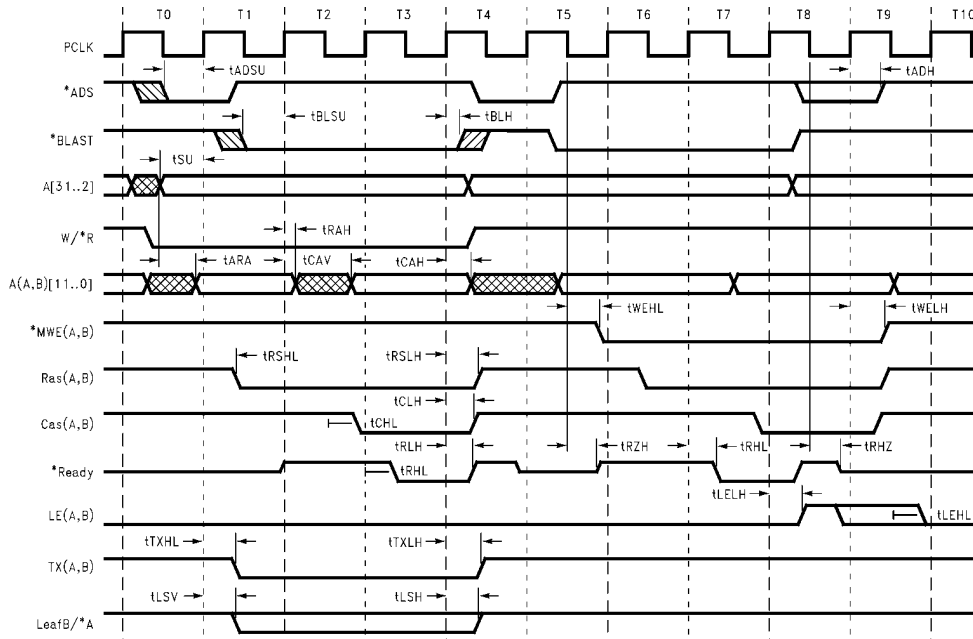 T0 T1 T2 T3 T4 T5 T6 T7 T8 T9 T10
PCLK
tADSU tADH
*ADS
tBLSU tBLH
*BLAST
tSU
A[31..2]
W/*R
tRAH
tARA tCAV tCAH
A(A,B)[11..0]
tWEHL tWELH
*MWE(A,B)
tRSHL tRSLH
Ras(A,B)
tCLH
Cas(A,B)
tCHL
tRLH tRZH tRHL tRHZ
*Ready
tRHL
tLELH
LE(A,B)
tLEHL
tTXHL tTXLH
TX(A,B)
tLSV tLSH
LeafB/*A